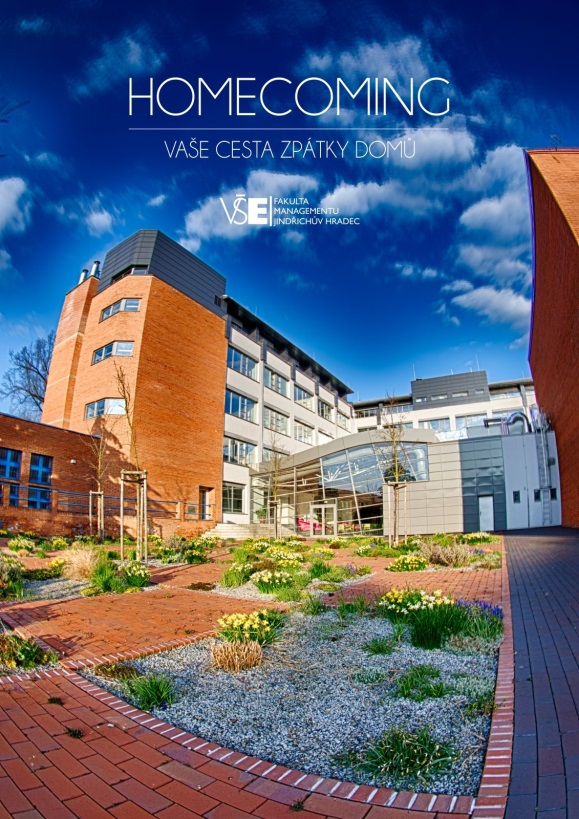 HOMECOMING
VAŠE CESTA ZPÁTKY DOMŮ
VŠE FAKULTA
MANAGEMENTU
JINDŘICHŮV HRADEC